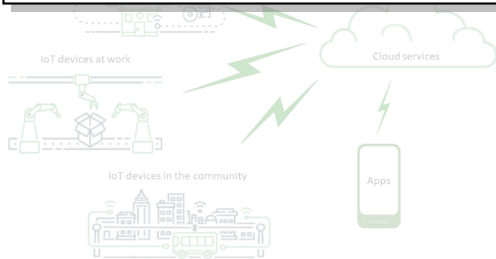 IoT devices at work
Cloud services
IoT devices in the community
Apps